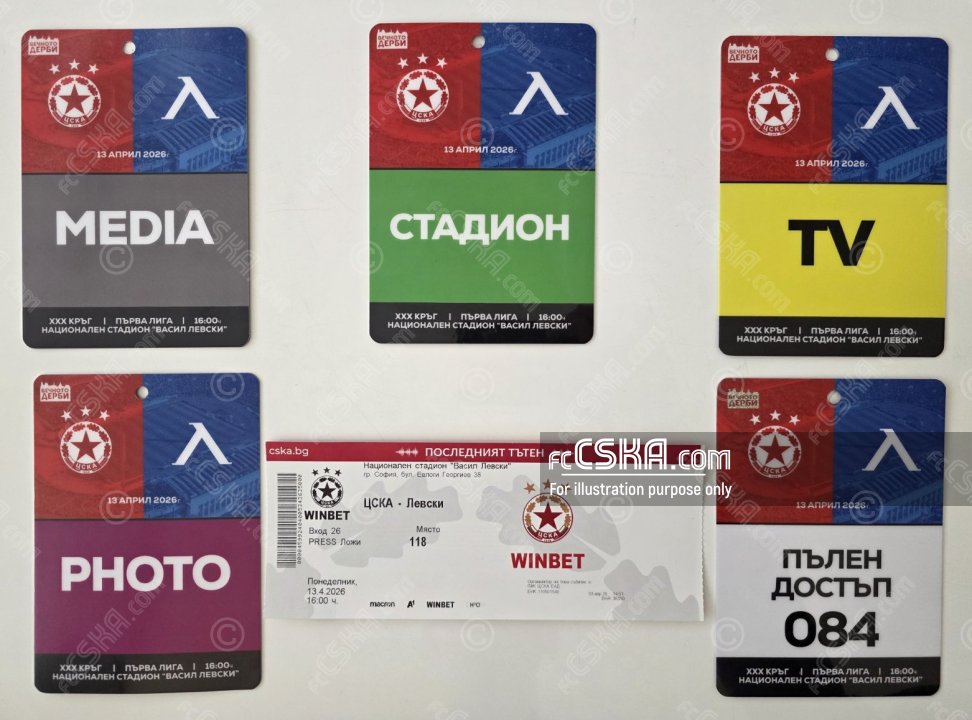 ВЕЧНОТО
ДЕРБИ
ЦСКА
13 АПРИЛ 2026г
MEDIA
XXX КРЪГ | ПЪРВА ЛИГА | 16:00ч
НАЦИОНАЛЕН СТАДИОН "ВАСИЛ ЛЕВСКИ"
ВЕЧНОТО
ДЕРБИ
ЦСКА
13 АПРИЛ 2026г
СТАДИОН
XXX КРЪГ | ПЪРВА ЛИГА | 16:00ч
НАЦИОНАЛЕН СТАДИОН "ВАСИЛ ЛЕВСКИ"
ВЕЧНОТО
ДЕРБИ
ЦСКА
13 АПРИЛ 2026г
TV
XXX КРЪГ | ПЪРВА ЛИГА | 16:00ч
НАЦИОНАЛЕН СТАДИОН "ВАСИЛ ЛЕВСКИ"
ВЕЧНОТО
ДЕРБИ
ЦСКА
13 АПРИЛ 2026г
PHOTO
XXX КРЪГ | ПЪРВА ЛИГА | 16:00ч
НАЦИОНАЛЕН СТАДИОН "ВАСИЛ ЛЕВСКИ"
cska.bg
ПОСЛЕДНИЯТ ТЪТЕН
Национален стадион "Васил Левски"
гр. София, бул. Евлоги Георгиев 38
ЦСКА - Левски
WINBET
Вход 26
Място
PRESS Ложи
118
Понеделник,
13.4.2026
16:00 ч.
macron A1 WINBET
WINBET
fcCSKA.com
For illustration purpose only
ВЕЧНОТО
ДЕРБИ
ЦСКА
13 АПРИЛ 2026г
ПЪЛЕН
ДОСТЪП
084
XXX КРЪГ | ПЪРВА ЛИГА | 16:00ч
НАЦИОНАЛЕН СТАДИОН "ВАСИЛ ЛЕВСКИ"